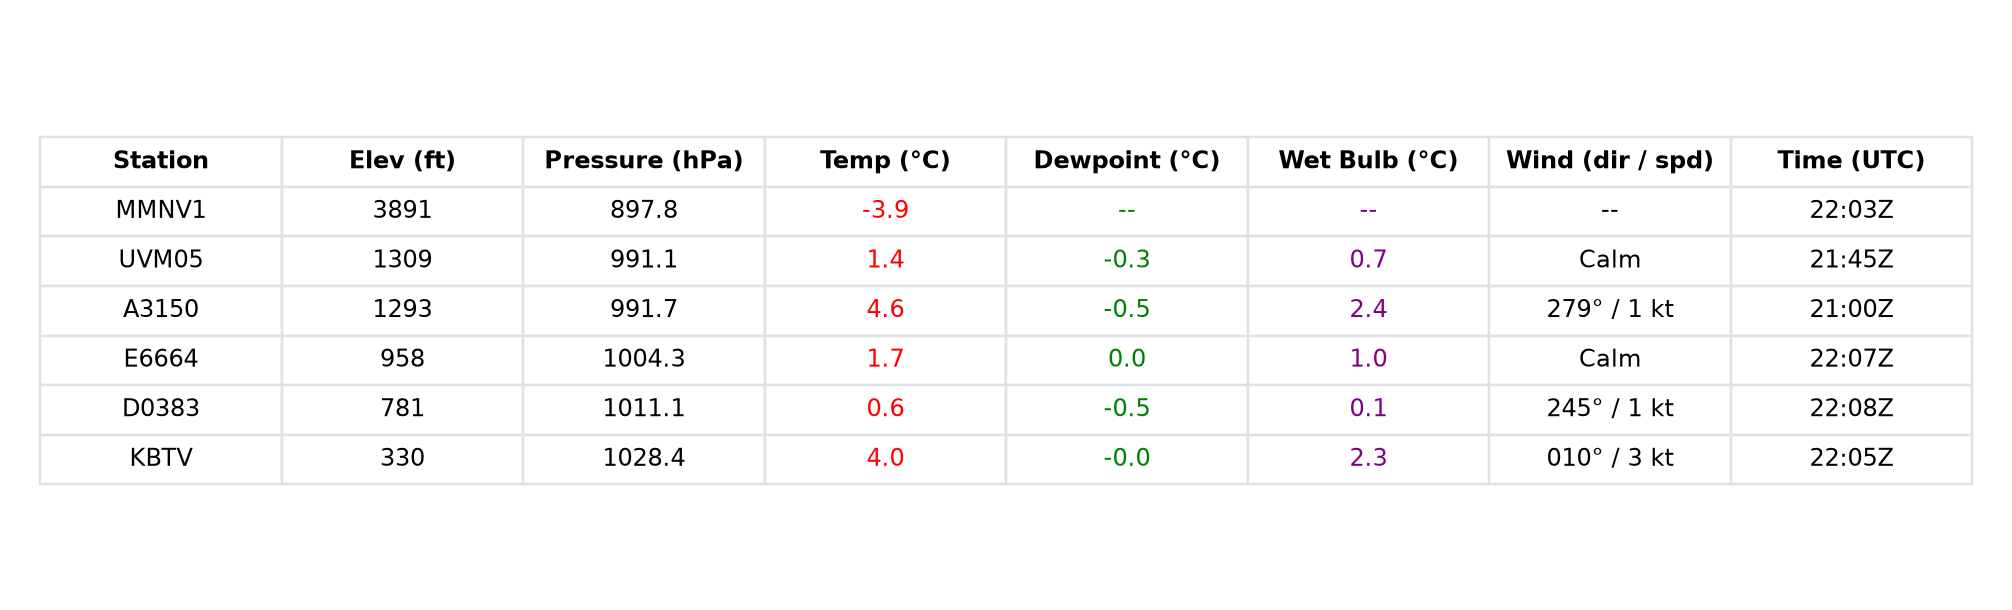 Station Elev (ft) Pressure (hPa) Temp (°C) Dewpoint (°C) Wet Bulb (°C) Wind (dir / spd) Time (UTC)
MMNV1 3891 897.8 -3.9 -- -- -- 22:03Z
UVM05 1309 991.1 1.4 -0.3 0.7 Calm 21:45Z
A3150 1293 991.7 4.6 -0.5 2.4 279° / 1 kt 21:00Z
E6664 958 1004.3 1.7 0.0 1.0 Calm 22:07Z
D0383 781 1011.1 0.6 -0.5 0.1 245° / 1 kt 22:08Z
KBTV 330 1028.4 4.0 -0.0 2.3 010° / 3 kt 22:05Z